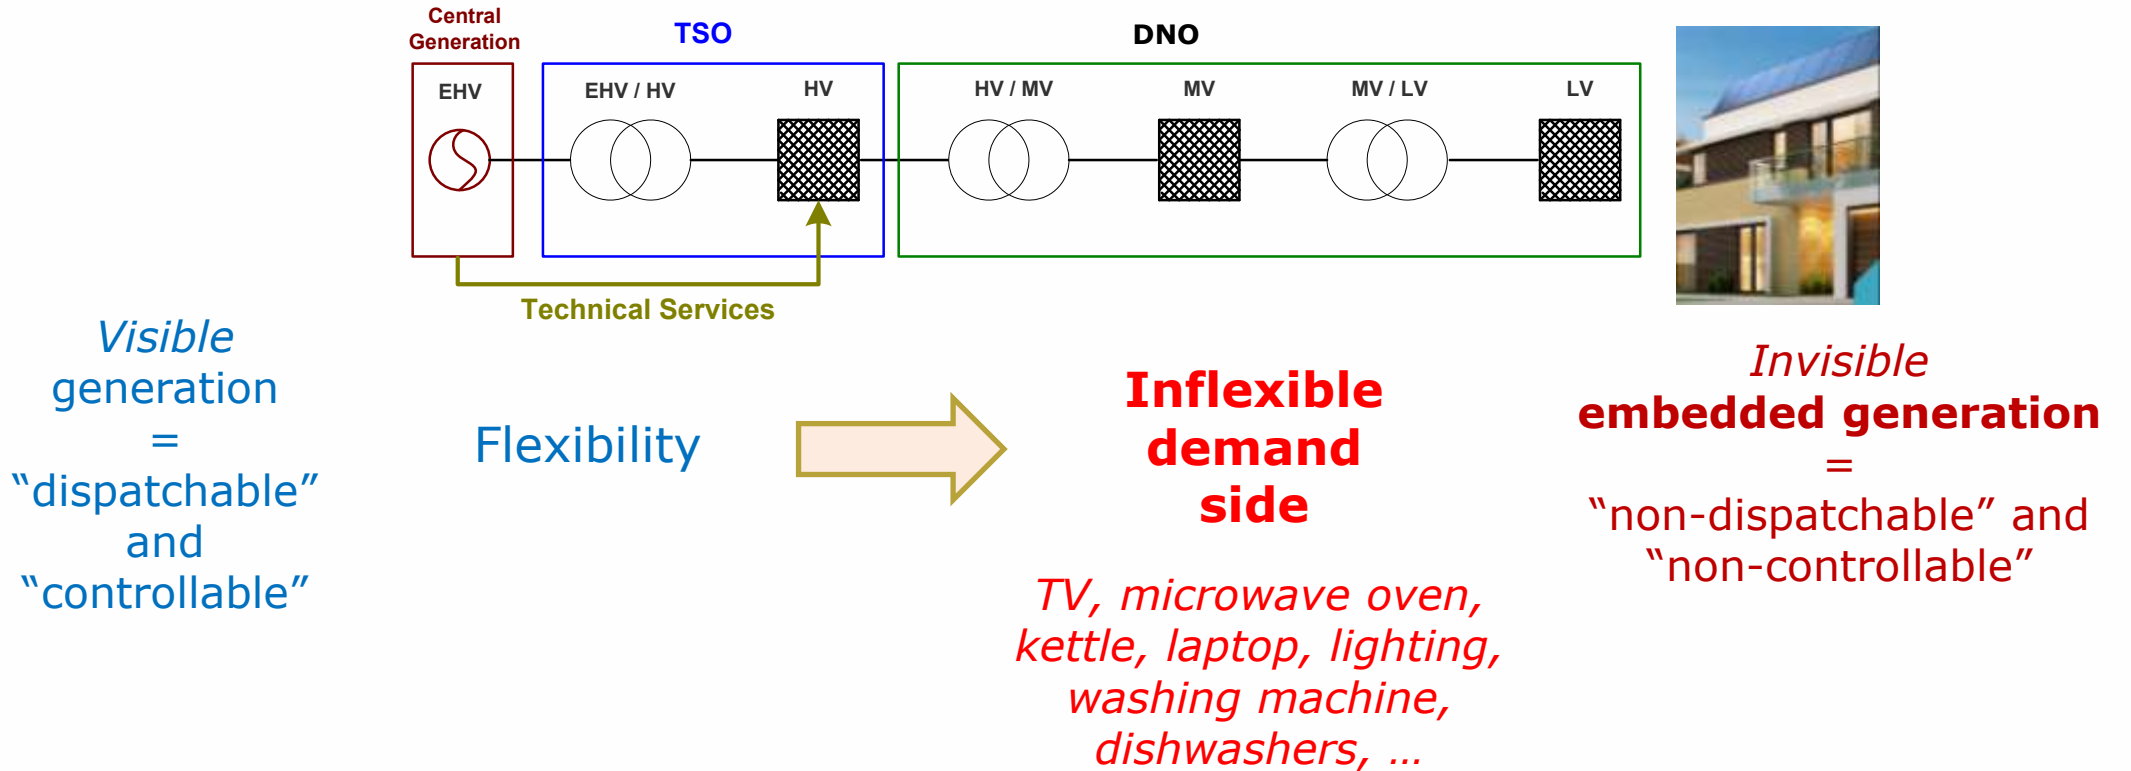 Central
Generation
TSO
DNO
EHV
EHV / HV
HV
HV / MV
MV
MV / LV
LV
Technical Services
Visible
generation
=
“dispatchable”
and
“controllable”
Flexibility
Inflexible
demand
side
TV, microwave oven,
kettle, laptop, lighting,
washing machine,
dishwashers, …
Invisible
embedded generation
=
“non-dispatchable” and
“non-controllable”